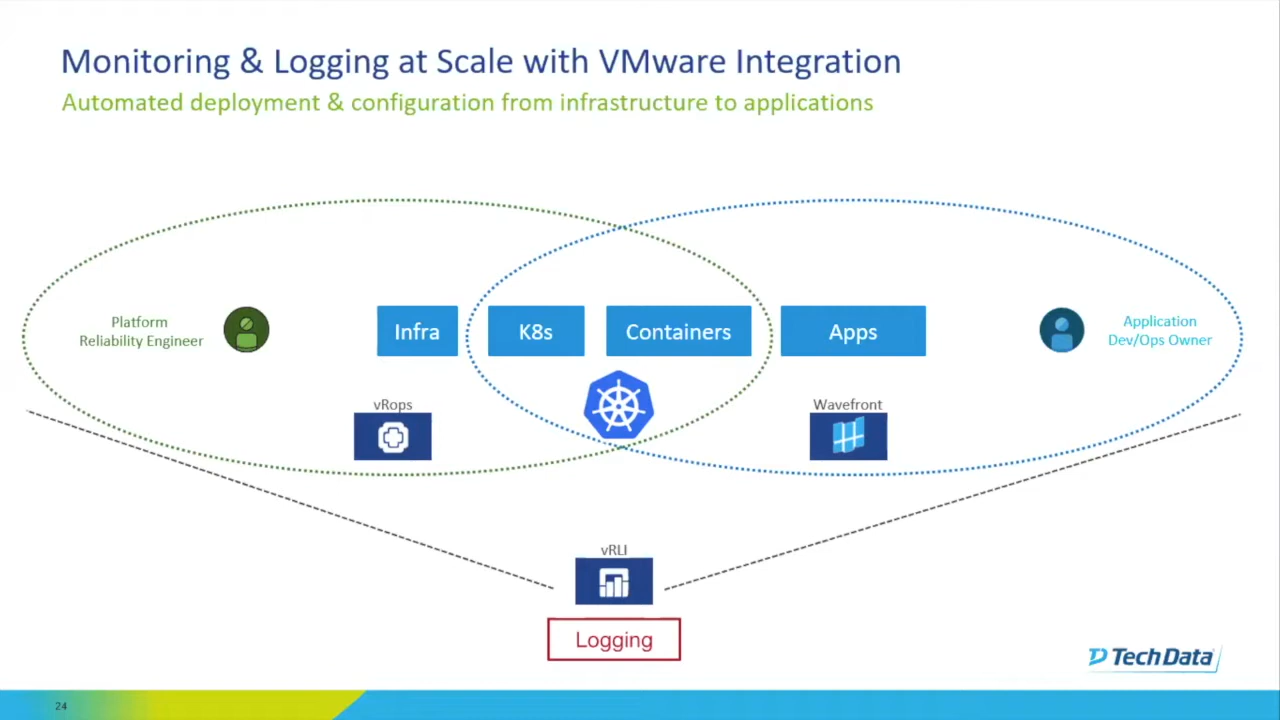 Monitoring & Logging at Scale with VMware Integration
Automated deployment & configuration from infrastructure to applications
Platform
Reliability Engineer
Infra
K8s
Containers
Apps
Application
Dev/Ops Owner
vRops
Wavefront
vRLI
Logging
Tech Data
24